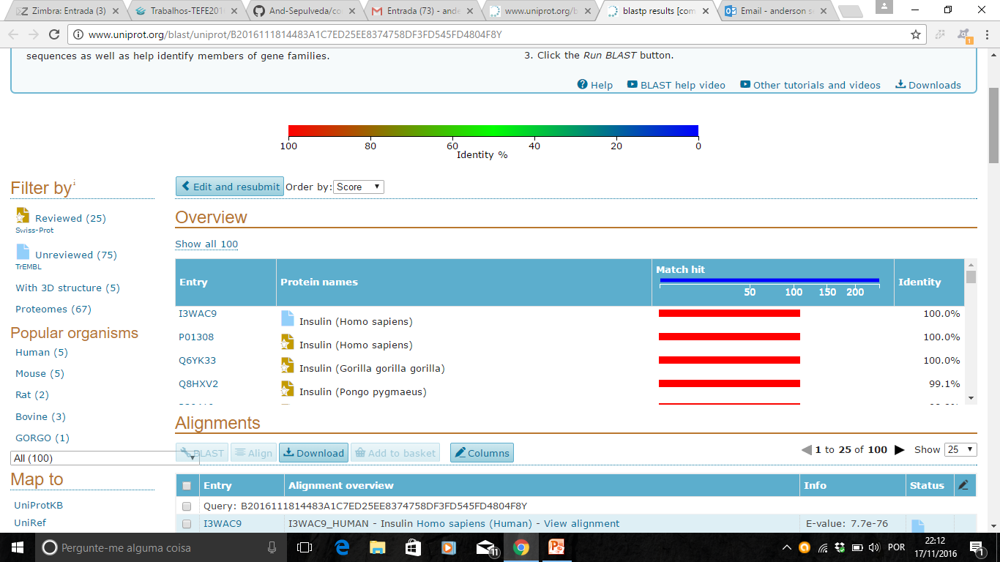 Zimbra: Entrada (3)
Trabalhos-TEFE201
And-Sepulveda/co
Entrada (73) - ande
www.uniprot.org/b
blastp results [com
Email - anderson s
www.uniprot.org/blast/uniprot/B2016111814483A1C7ED25EE8374758DF3FD545FD4804F8Y
1
sequences as well as help identify members of gene families.
3. Click the Run BLAST button.
Help BLAST help video Other tutorials and videos Downloads
100 80 60 40 20 0
Identity %
Filter by i
Edit and resubmit Order by: Score
Reviewed (25)
Swiss-Prot
Unreviewed (75)
TrEMBL
With 3D structure (5)
Proteomes (67)
Popular organisms
Human (5)
Mouse (5)
Rat (2)
Bovine (3)
GORGO (1)
All (100)
Map to
UniProtKB
UniRef
Overview
Show all 100
Entry Protein names Match hit Identity
50 100 150 200
I3WAC9 Insulin (Homo sapiens) 100.0%
P01308 Insulin (Homo sapiens) 100.0%
Q6YK33 Insulin (Gorilla gorilla gorilla) 100.0%
Q8HXV2 Insulin (Pongo pygmaeus) 99.1%
Alignments
BLAST Align Download Add to basket Columns 1 to 25 of 100 Show 25
Entry Alignment overview Info Status
Query: B2016111814483A1C7ED25EE8374758DF3FD545FD4804F8Y
I3WAC9 I3WAC9_HUMAN - Insulin Homo sapiens (Human) - View alignment E-value: 7.7e-76
Pergunte-me alguma coisa
11
POR
22:12
17/11/2016
1